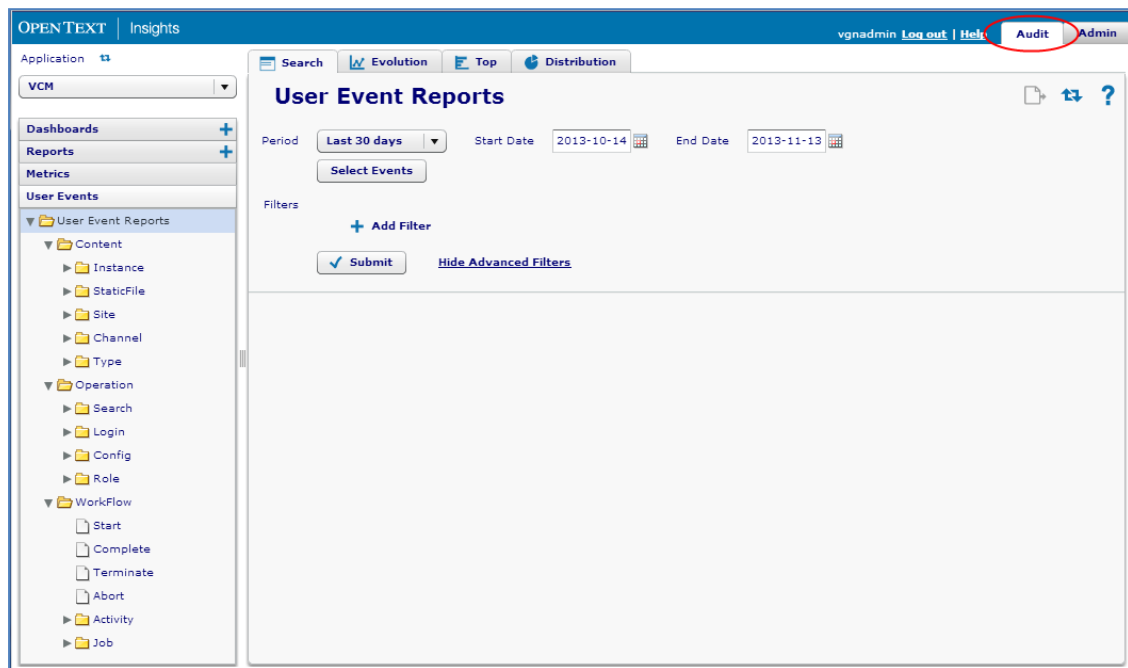 OPENTEXT | Insights
vgnadmin Log out | Help Audit Admin
Application
VCM
Dashboards
Reports
Metrics
User Events
User Event Reports
Content
Instance
StaticFile
Site
Channel
Type
Operation
Search
Login
Config
Role
WorkFlow
Start
Complete
Terminate
Abort
Activity
Job
Search Evolution Top Distribution
User Event Reports
?
Period Last 30 days Start Date 2013-10-14 End Date 2013-11-13
Select Events
Filters
Add Filter
Submit Hide Advanced Filters